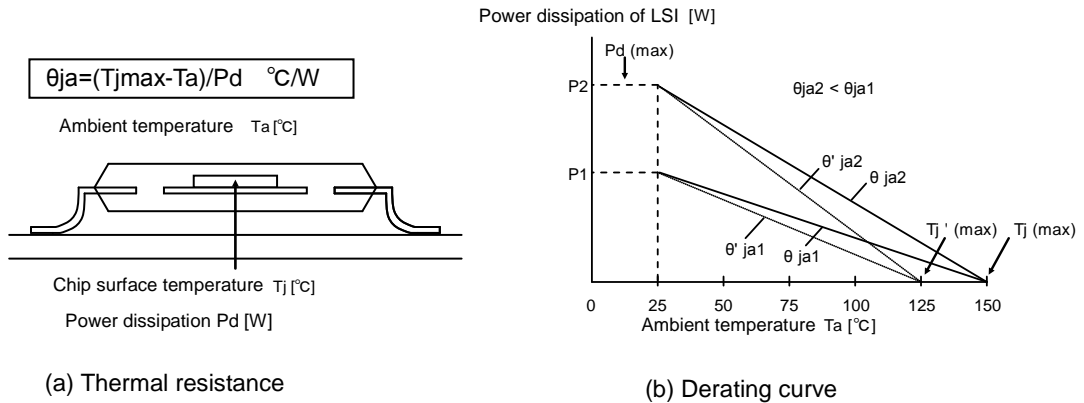 θja=(Tjmax-Ta)/Pd ℃/W
Ambient temperature Ta [℃]
Chip surface temperature Tj [℃]
Power dissipation Pd [W]
(a) Thermal resistance
Power dissipation of LSI [W]
Pd (max)
P2
θja2 < θja1
θ' ja2
θ ja2
P1
Tj ' (max)
Tj (max)
θ' ja1
θ ja1
0 25 50 75 100 125 150
Ambient temperature Ta [℃]
(b) Derating curve